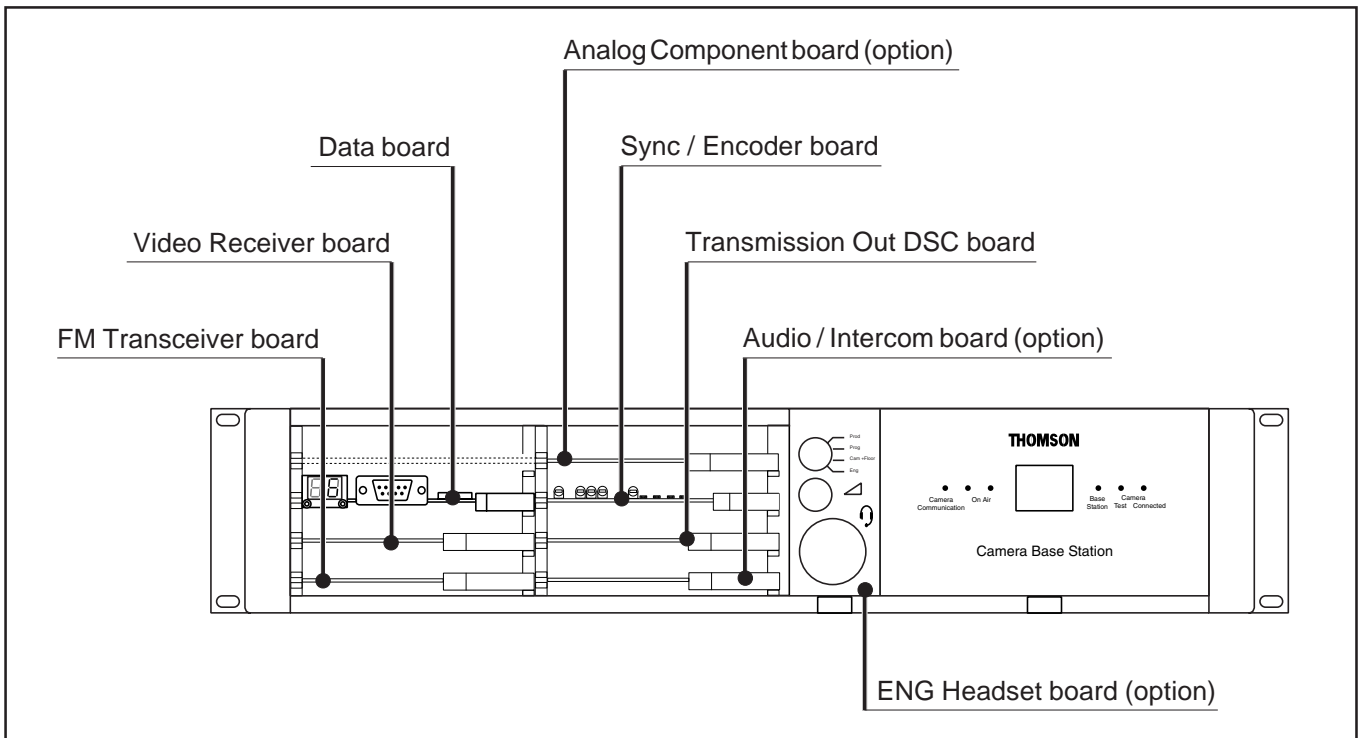 Analog Component board (option)
Data board
Sync / Encoder board
Video Receiver board
Transmission Out DSC board
FM Transceiver board
Audio / Intercom board (option)
Prod
Prog
Cam +Floor
Eng
THOMSON
Camera
Communication
On Air
Base
Station
Camera
Test Connected
Camera Base Station
ENG Headset board (option)